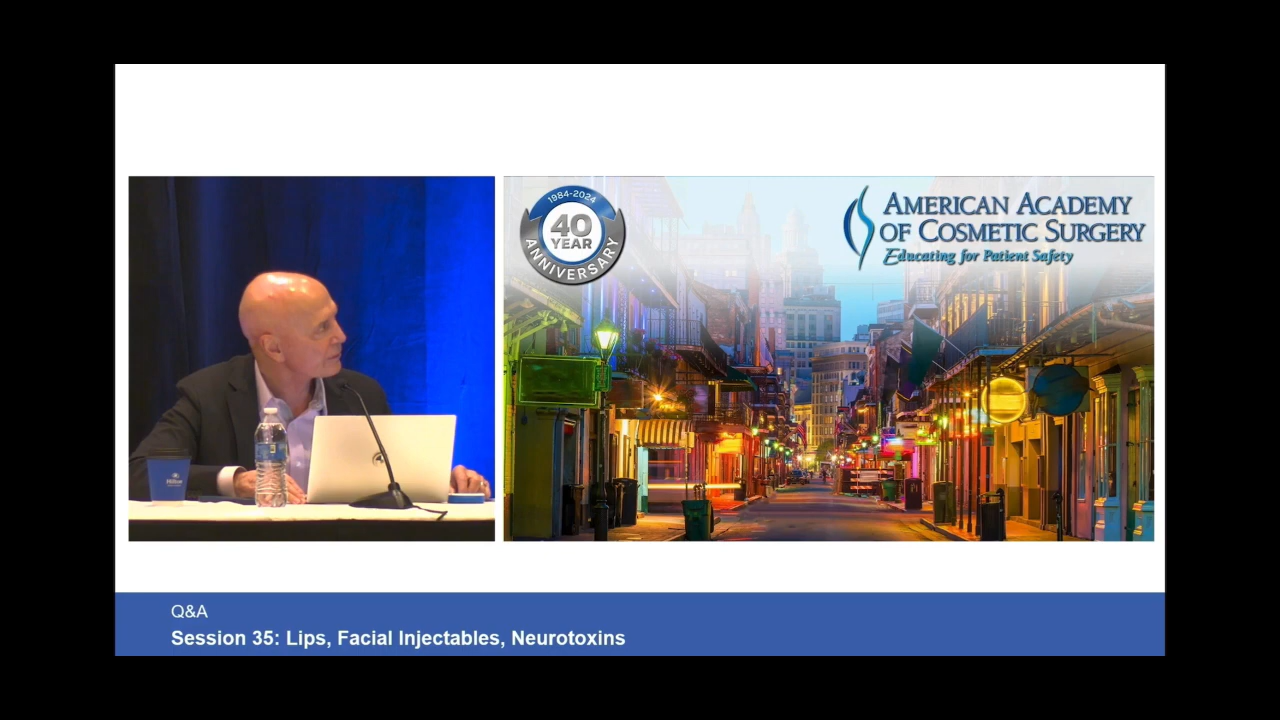 1984-2024
40
YEAR
ANNIVERSARY
AMERICAN ACADEMY
OF COSMETIC SURGERY
Educating for Patient Safety
Hilton
Q&A
Session 35: Lips, Facial Injectables, Neurotoxins